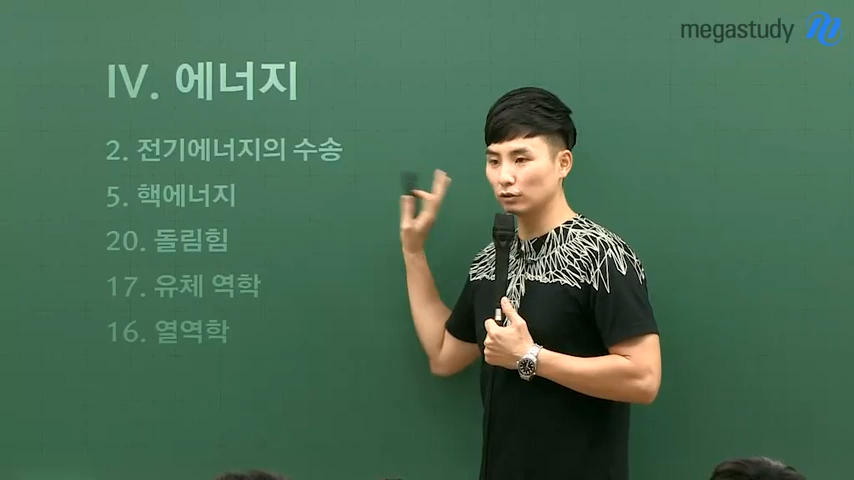 megastudy
IV. 에너지
2. 전기에너지의 수송
5. 핵에너지
20. 돌림힘
17. 유체 역학
16. 열역학